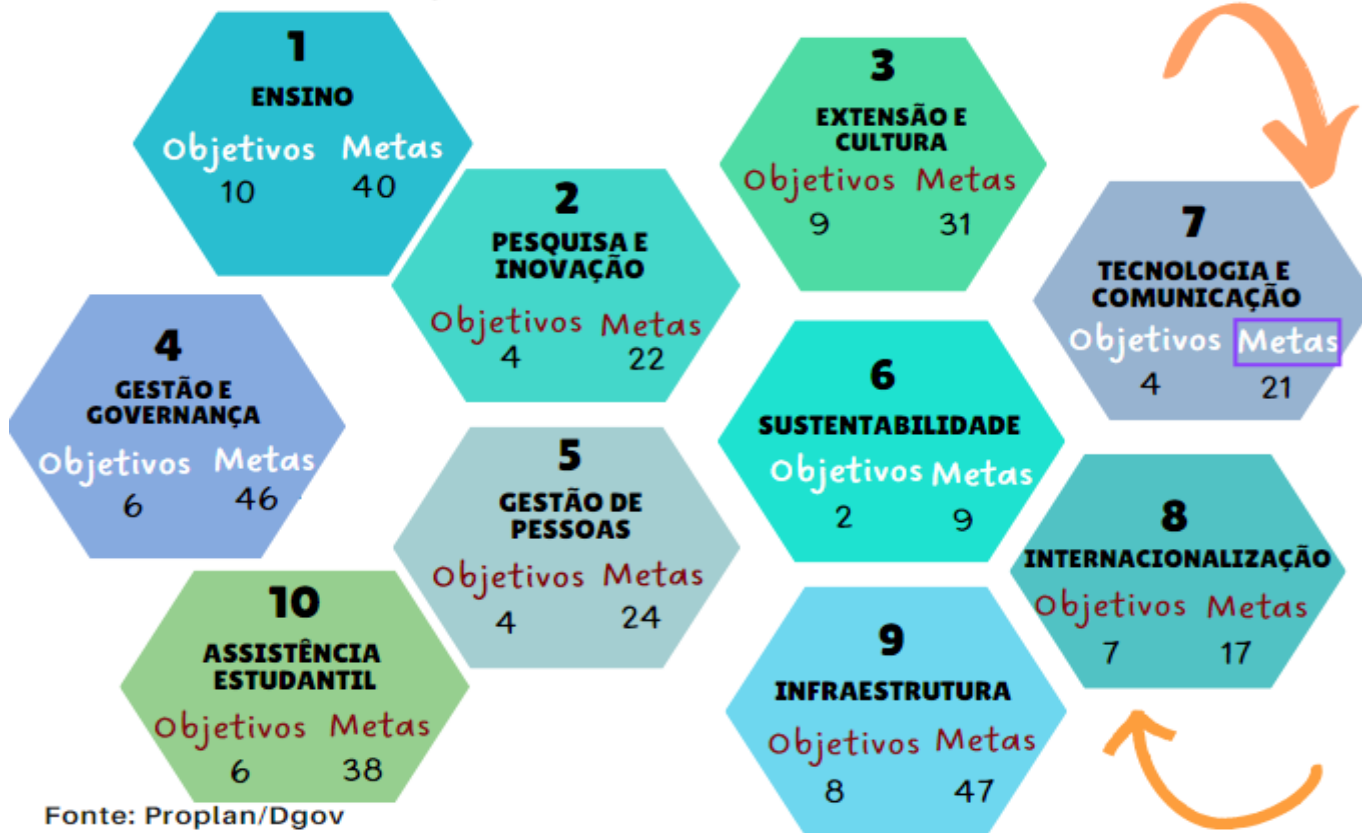 1
ENSINO
Objetivos Metas
10 40
2
PESQUISA E
INOVAÇÃO
Objetivos Metas
4 22
3
EXTENSÃO E
CULTURA
Objetivos Metas
9 31
4
GESTÃO E
GOVERNANÇA
Objetivos Metas
6 46
5
GESTÃO DE
PESSOAS
Objetivos Metas
4 24
6
SUSTENTABILIDADE
Objetivos Metas
2 9
7
TECNOLOGIA E
COMUNICAÇÃO
Objetivos Metas
4 21
8
INTERNACIONALIZAÇÃO
Objetivos Metas
7 17
9
INFRAESTRUTURA
Objetivos Metas
8 47
10
ASSISTÊNCIA
ESTUDANTIL
Objetivos Metas
6 38
Fonte: Proplan/Dgov